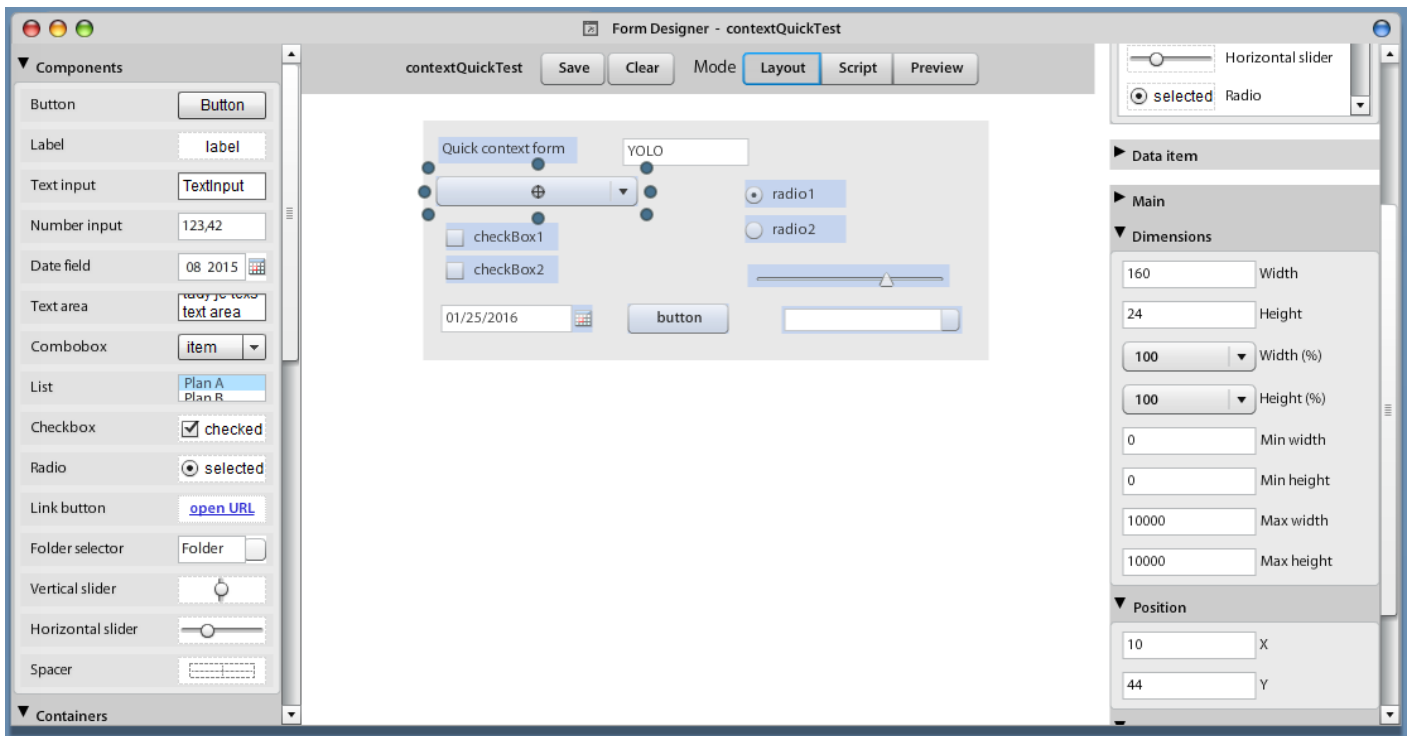 Form Designer - contextQuickTest
Components
Button Button
Label label
Text input TextInput
Number input 123,42
Date field 08 2015
Text area
text area
Combobox item
List Plan A
Plan B
Checkbox checked
Radio selected
Link button open URL
Folder selector Folder
Vertical slider
Horizontal slider
Spacer
Containers
contextQuickTest Save Clear Mode Layout Script Preview
Quick context form YOLO
radio1
radio2
checkBox1
checkBox2
01/25/2016 button
Horizontal slider
selected Radio
Data item
Main
Dimensions
160 Width
24 Height
100 Width (%)
100 Height (%)
0 Min width
0 Min height
10000 Max width
10000 Max height
Position
10 X
44 Y